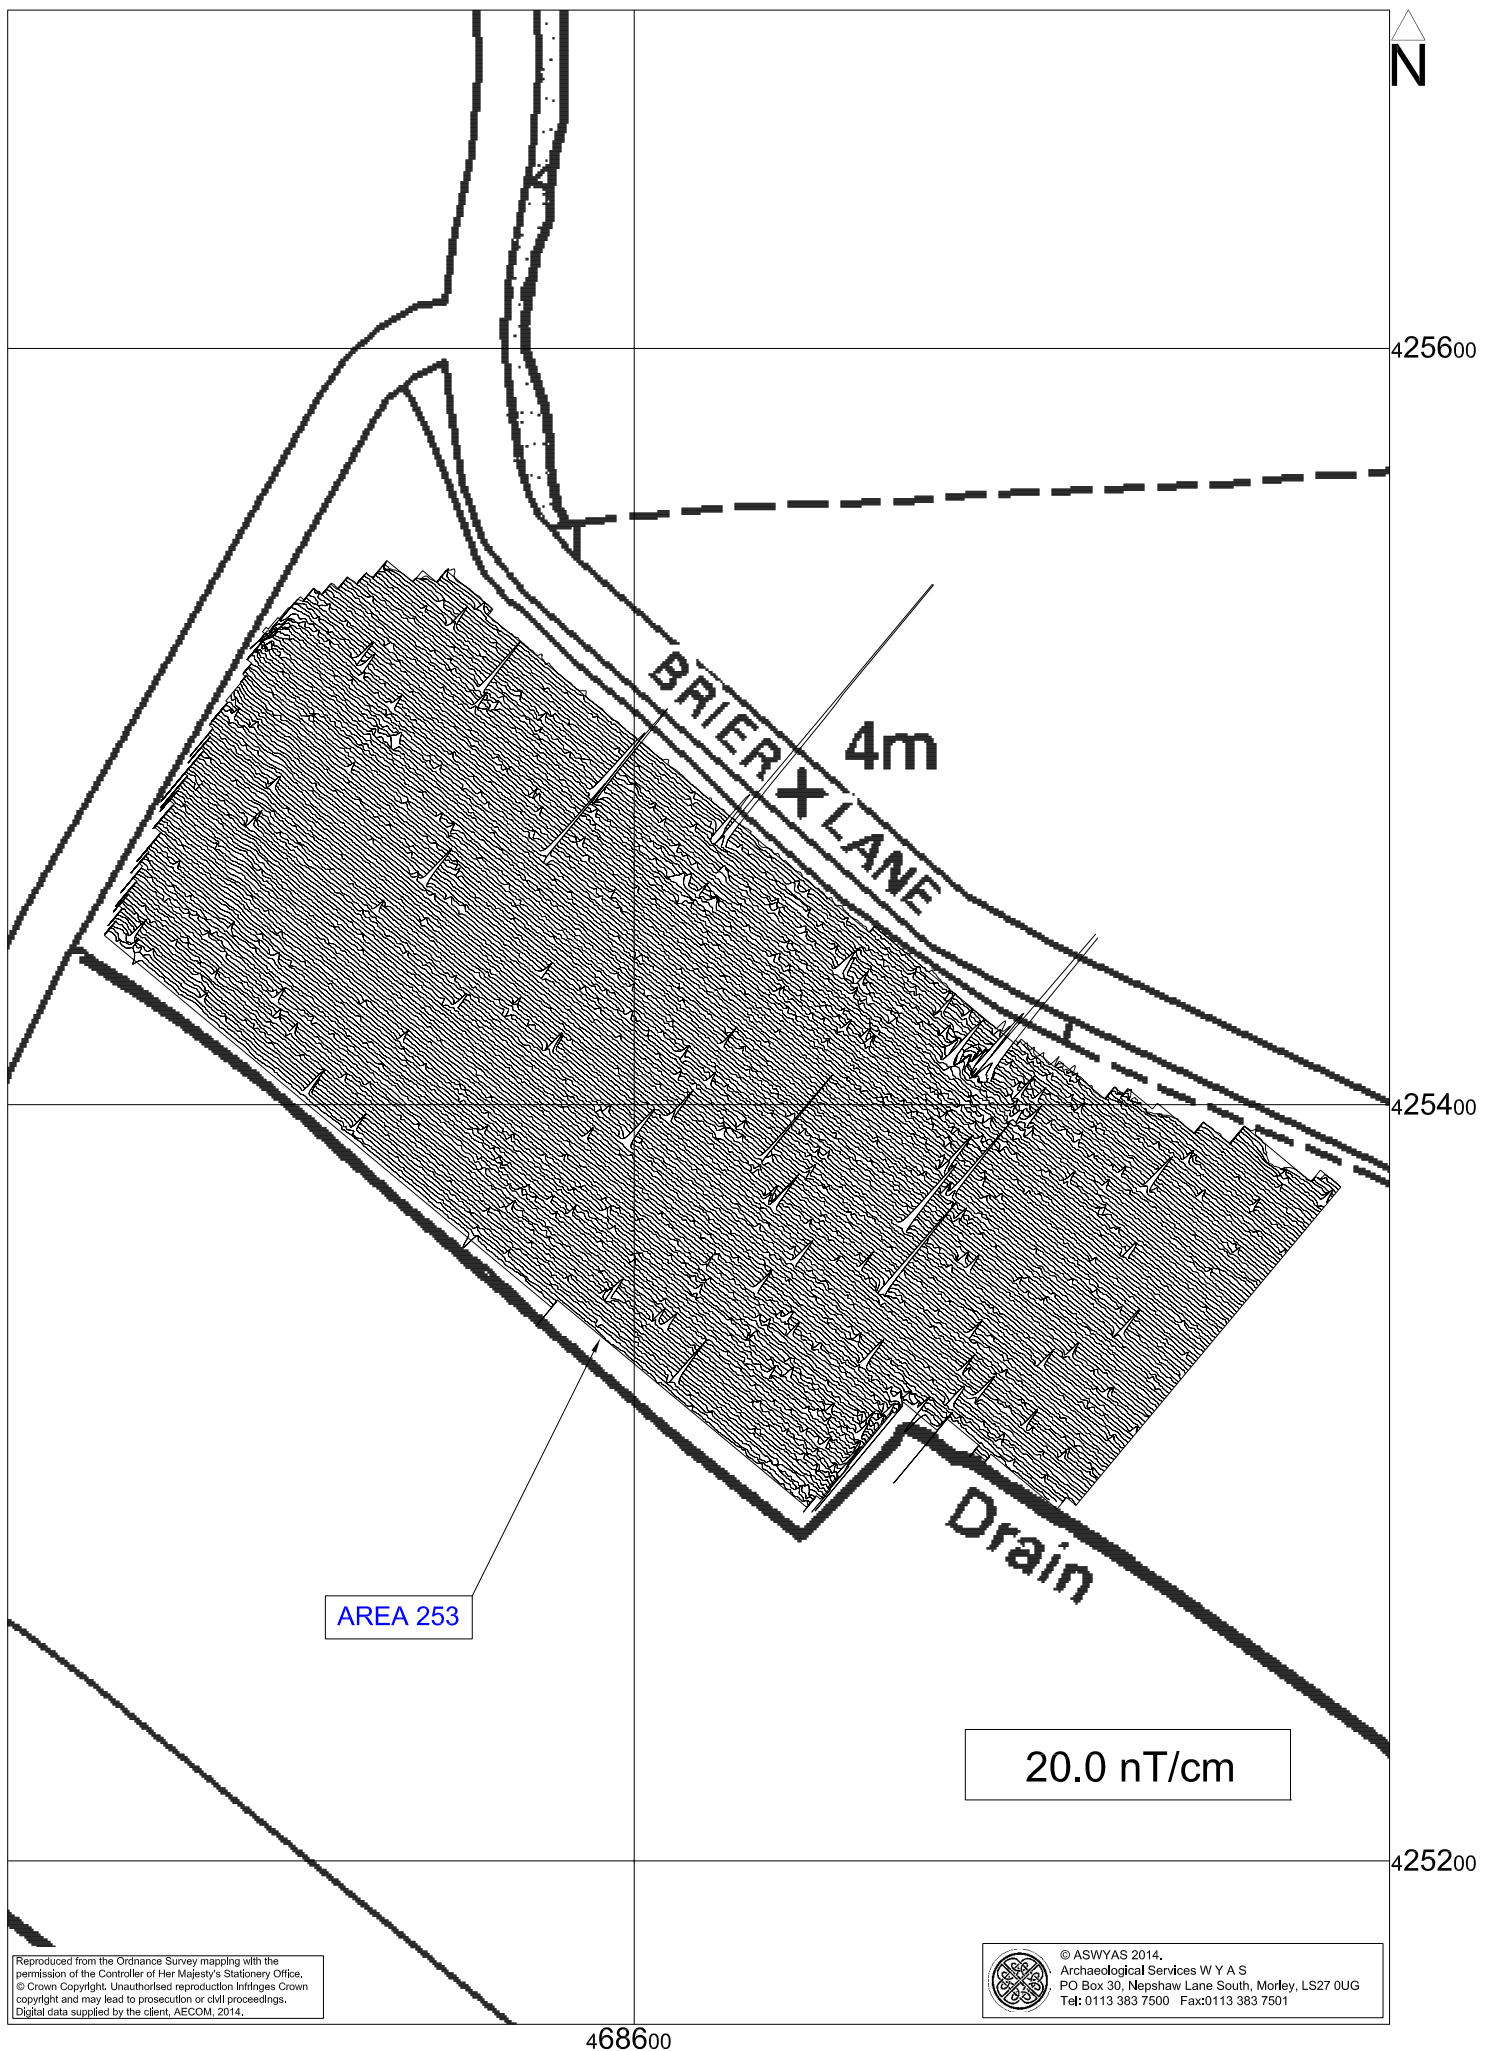 N
425600
BRIER LANE
4m
425400
Drain
AREA 253
20.0 nT/cm
425200
Reproduced from the Ordnance Survey mapping with the
permission of the Controller of Her Majesty's Stationery Office.
© Crown Copyright. Unauthorised reproduction infringes Crown
copyright and may lead to prosecution or civil proceedings.
Digital data supplied by the client, AECOM, 2014.
© ASWYAS 2014.
Archaeological Services W Y A S
PO Box 30, Nepshaw Lane South, Morley, LS27 0UG
Tel: 0113 383 7500 Fax:0113 383 7501
468600